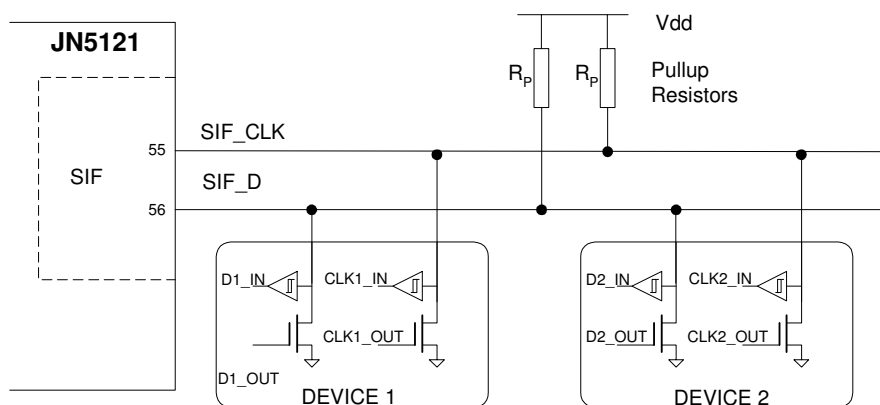 JN5121
Vdd
R_P
R_P
Pullup
Resistors
SIF_CLK
55
SIF
SIF_D
56
D1_IN
CLK1_IN
D2_IN
CLK2_IN
CLK1_OUT
D2_OUT
CLK2_OUT
D1_OUT
DEVICE 1
DEVICE 2